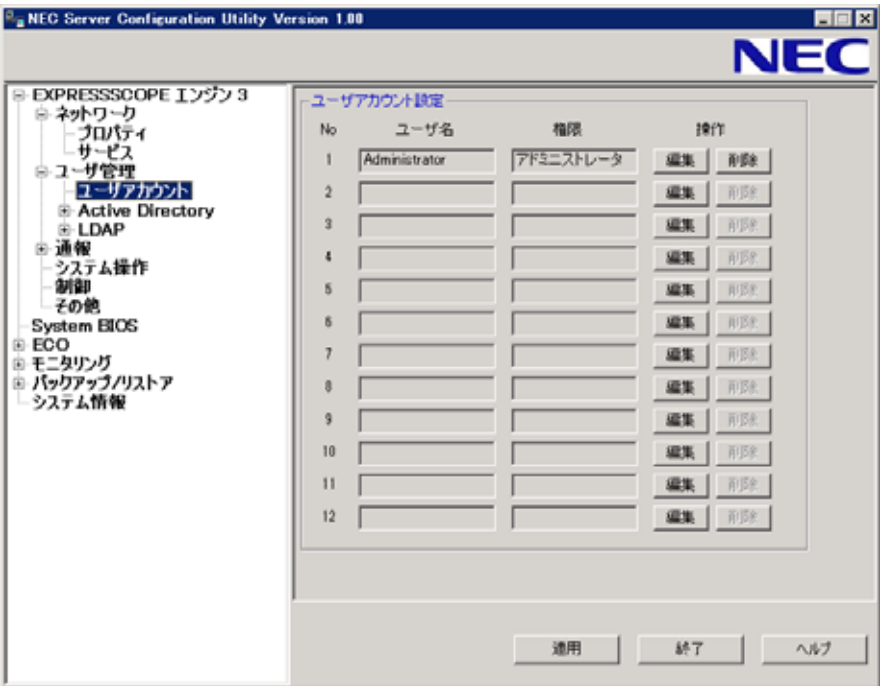 NEC Server Configuration Utility Version 1.00
NEC
EXPRESSSCOPE エンジン 3
ネットワーク
プロパティ
サービス
ユーザ管理
ユーザアカウント
Active Directory
LDAP
通報
システム操作
制御
その他
System BIOS
ECO
モニタリング
バックアップ/リストア
システム情報
ユーザアカウント設定
No ユーザ名 権限 操作
1 Administrator アドミニストレータ 編集 削除
2 編集 削除
3 編集 削除
4 編集 削除
5 編集 削除
6 編集 削除
7 編集 削除
8 編集 削除
9 編集 削除
10 編集 削除
11 編集 削除
12 編集 削除
適用 終了 ヘルプ